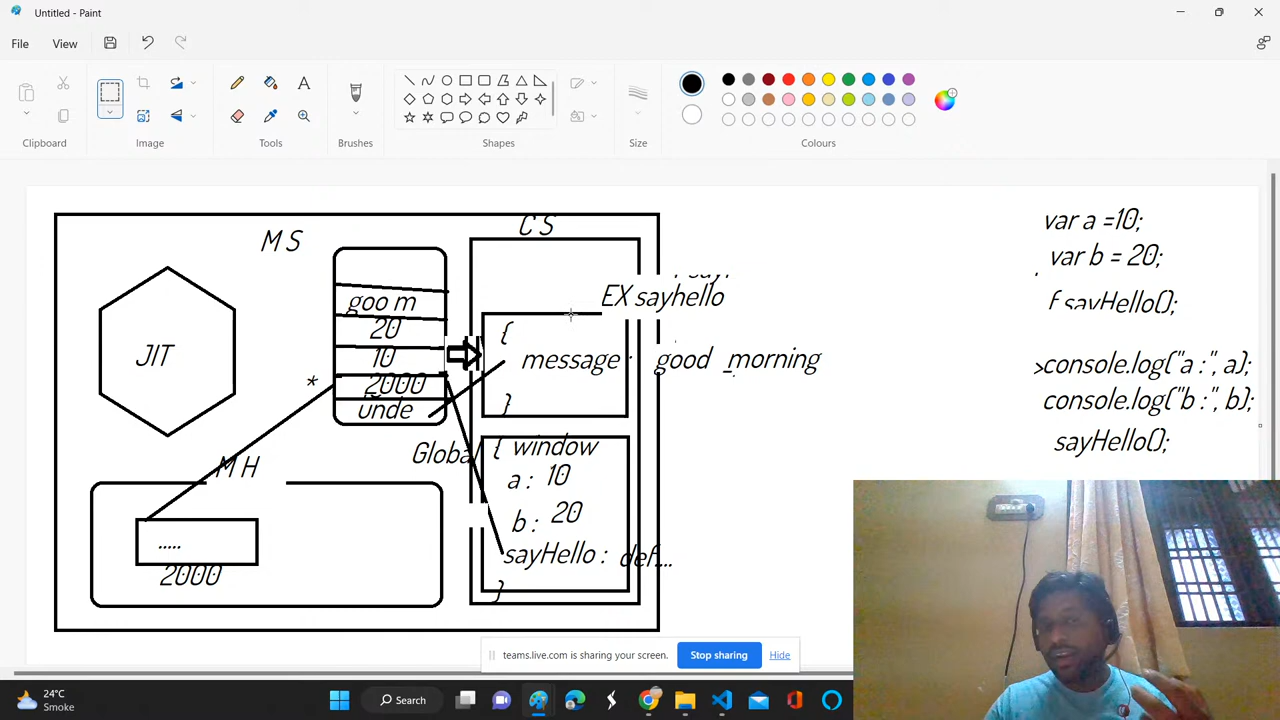 Untitled - Paint
File
View
Clipboard
Image
Tools
Brushes
Shapes
Size
Colours
M S
C S
JIT
goo m
20
10
2000
unde
*
EX sayhello
{
message : good _morning
}
Global
{ window
a : 10
b : 20
sayHello : def...
}
M H
.....
2000
var a =10;
var b = 20;
f sayHello();
>console.log("a :", a);
console.log("b :", b);
sayHello();
teams.live.com is sharing your screen.
Stop sharing
Hide
24°C
Smoke
Search